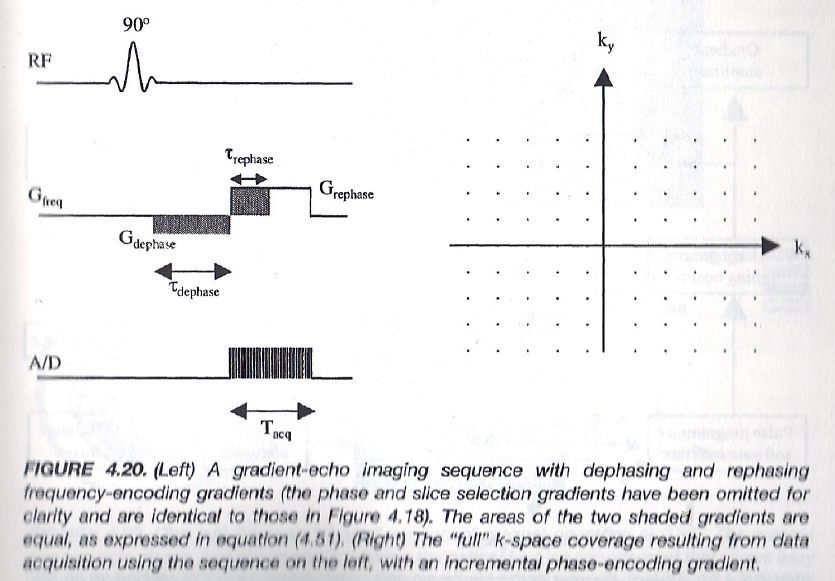 90°
RF
τrephase
Gfreq
Grephase
Gdephase
τdephase
A/D
Tacq
ky
kx
FIGURE 4.20. (Left) A gradient-echo imaging sequence with dephasing and rephasing
frequency-encoding gradients (the phase and slice selection gradients have been omitted for
clarity and are identical to those in Figure 4.18). The areas of the two shaded gradients are
equal, as expressed in equation (4.51). (Right) The "full" k-space coverage resulting from data
acquisition using the sequence on the left, with an incremental phase-encoding gradient.